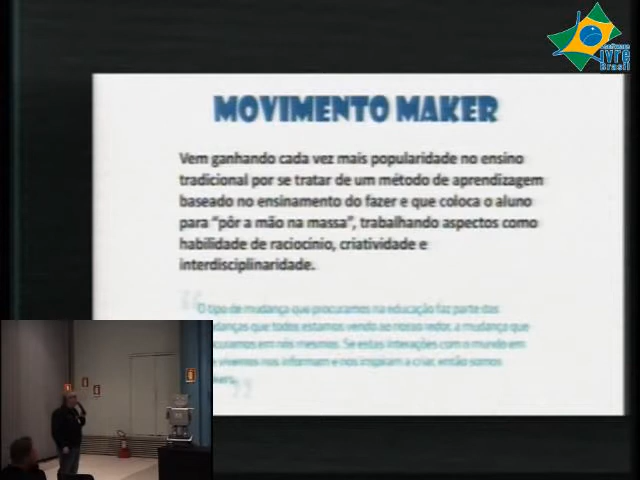 ivre
Brasil
MOVIMENTO MAKER
Vem ganhando cada vez mais popularidade no ensino
tradicional por se tratar de um método de aprendizagem
baseado no ensinamento do fazer e que coloca o aluno
para "pôr a mão na massa", trabalhando aspectos como
habilidade de raciocínio, criatividade e
interdisciplinaridade.
"O tipo de mudança que procuramos na educação faz parte das
mudanças que todos estamos vendo ao nosso redor, a mudança que
procuramos em nós mesmos. Se estas interações com o mundo em
vivemos nos informam e nos inspiram a criar, então somos
"